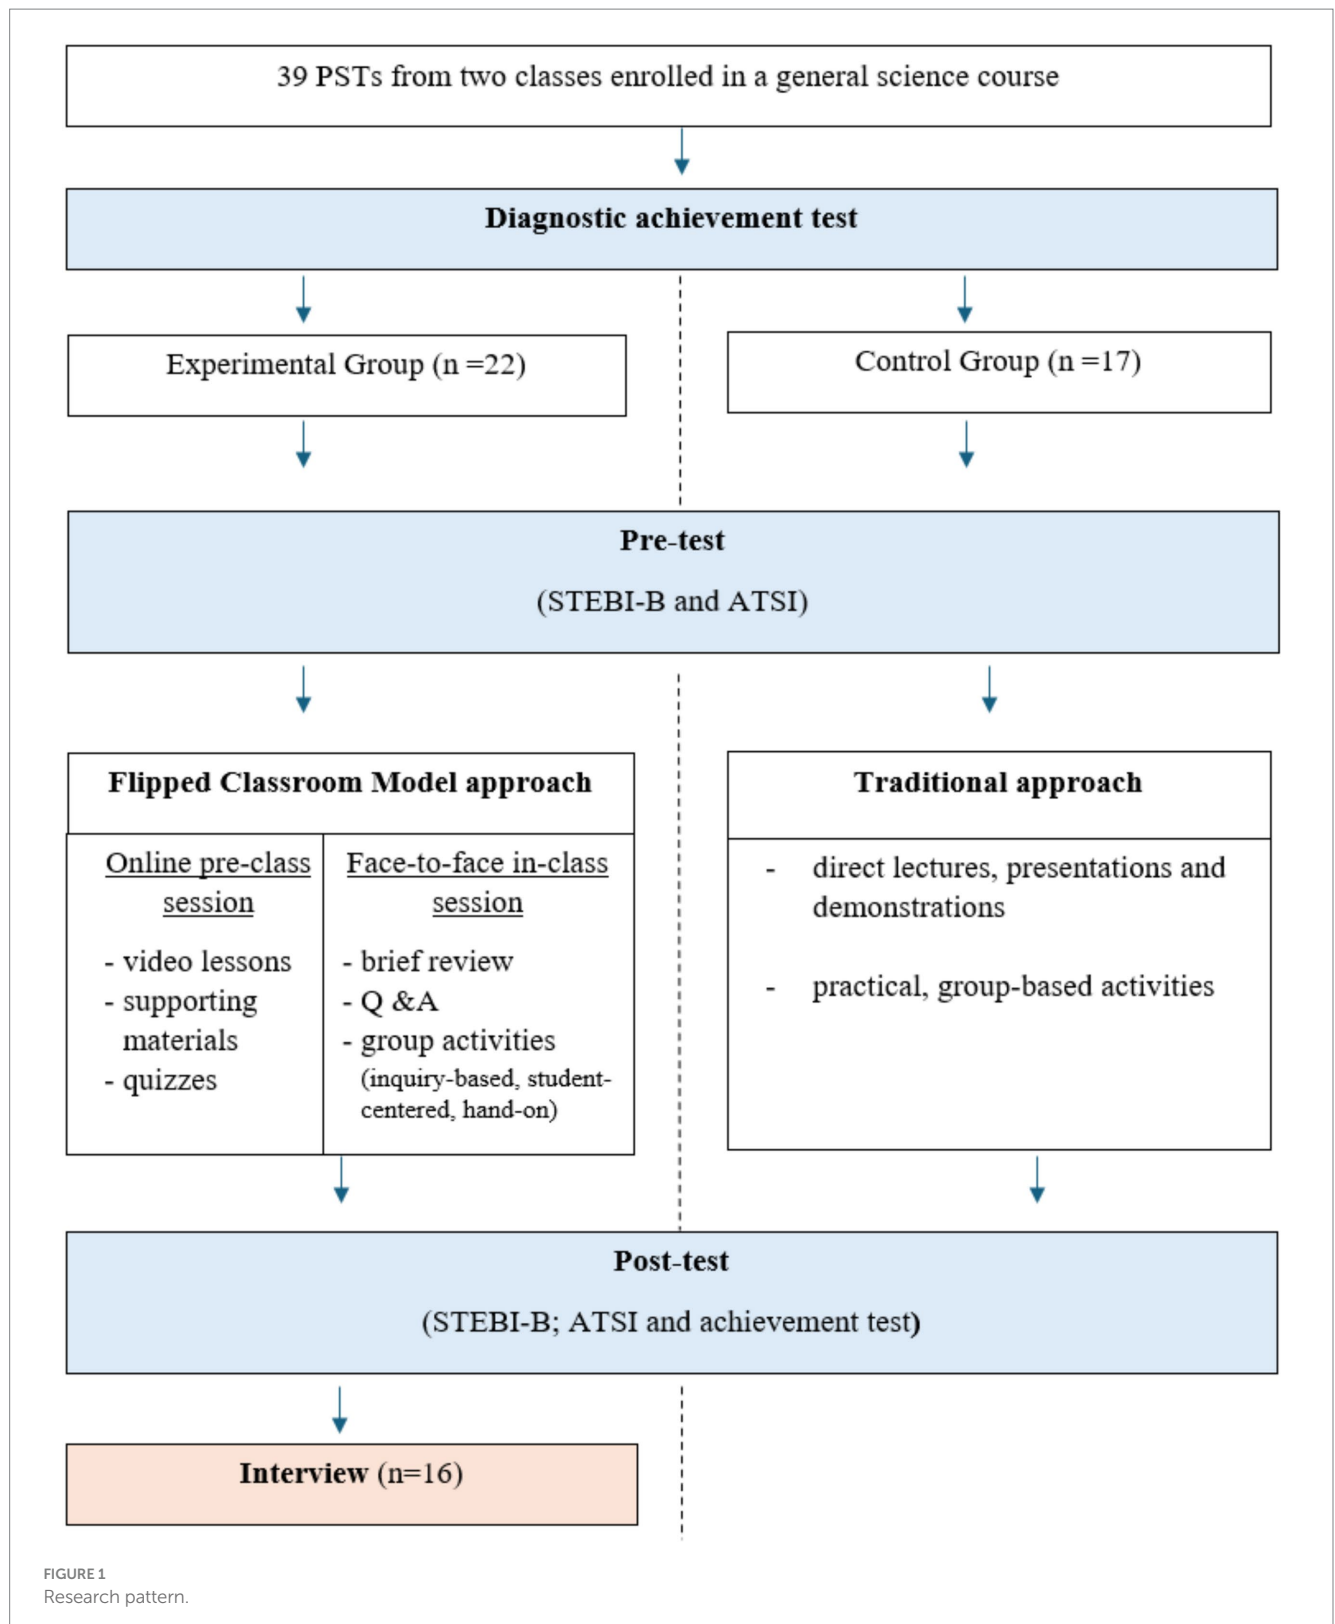 39 PSTs from two classes enrolled in a general science course
Diagnostic achievement test
Experimental Group (n =22)
Control Group (n =17)
Pre-test
(STEBI-B and ATSI)
Flipped Classroom Model approach
Online pre-class
session
- video lessons
- supporting
materials
- quizzes
Face-to-face in-class
session
- brief review
- Q &A
- group activities
(inquiry-based, student-
centered, hand-on)
Traditional approach
- direct lectures, presentations and
demonstrations
- practical, group-based activities
Post-test
(STEBI-B; ATSI and achievement test)
Interview (n=16)
FIGURE 1
Research pattern.